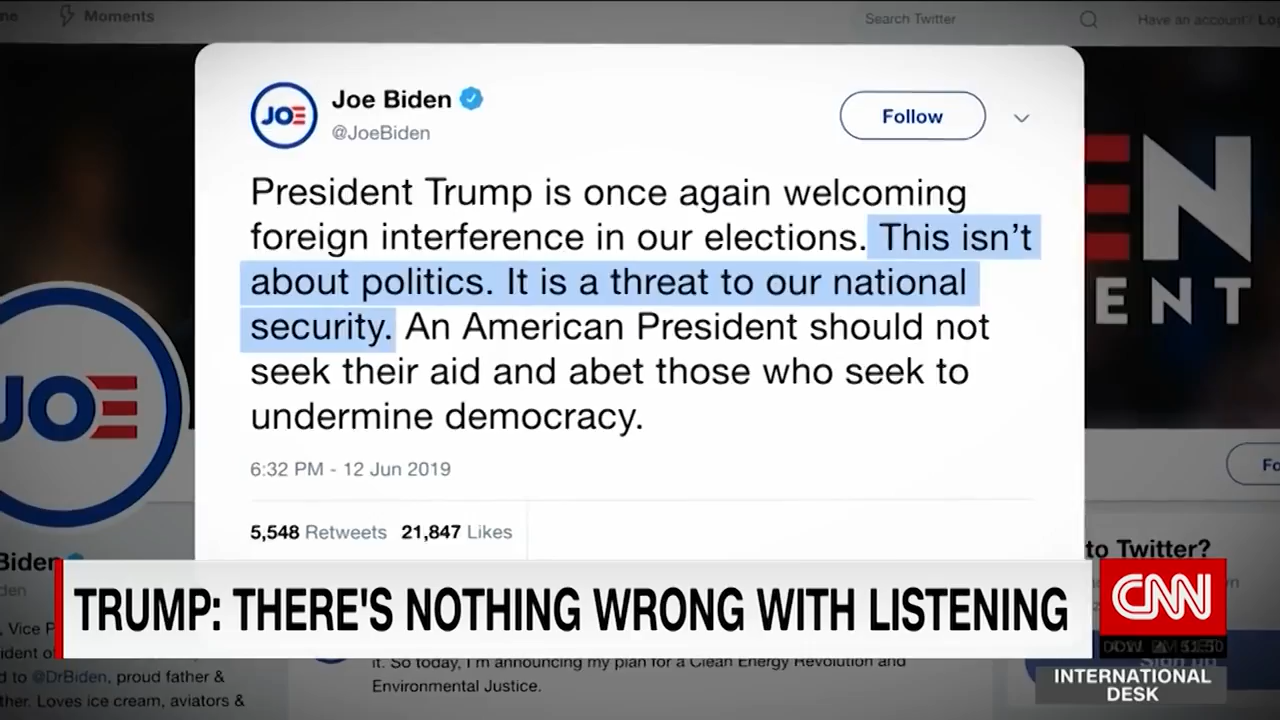 Moments
Search Twitter
Have an account?
JOE
Joe Biden
@JoeBiden
Follow
President Trump is once again welcoming
foreign interference in our elections. This isn't
about politics. It is a threat to our national
security. An American President should not
seek their aid and abet those who seek to
undermine democracy.
6:32 PM - 12 Jun 2019
5,548 Retweets 21,847 Likes
EN
ENT
JOE
Biden
to Twitter?
TRUMP: THERE'S NOTHING WRONG WITH LISTENING
CNN
it. So today, I'm announcing my plan for a Clean Energy Revolution and
Environmental Justice.
to @DrBiden, proud father &
Loves ice cream, aviators &
Sign up
INTERNATIONAL
DESK